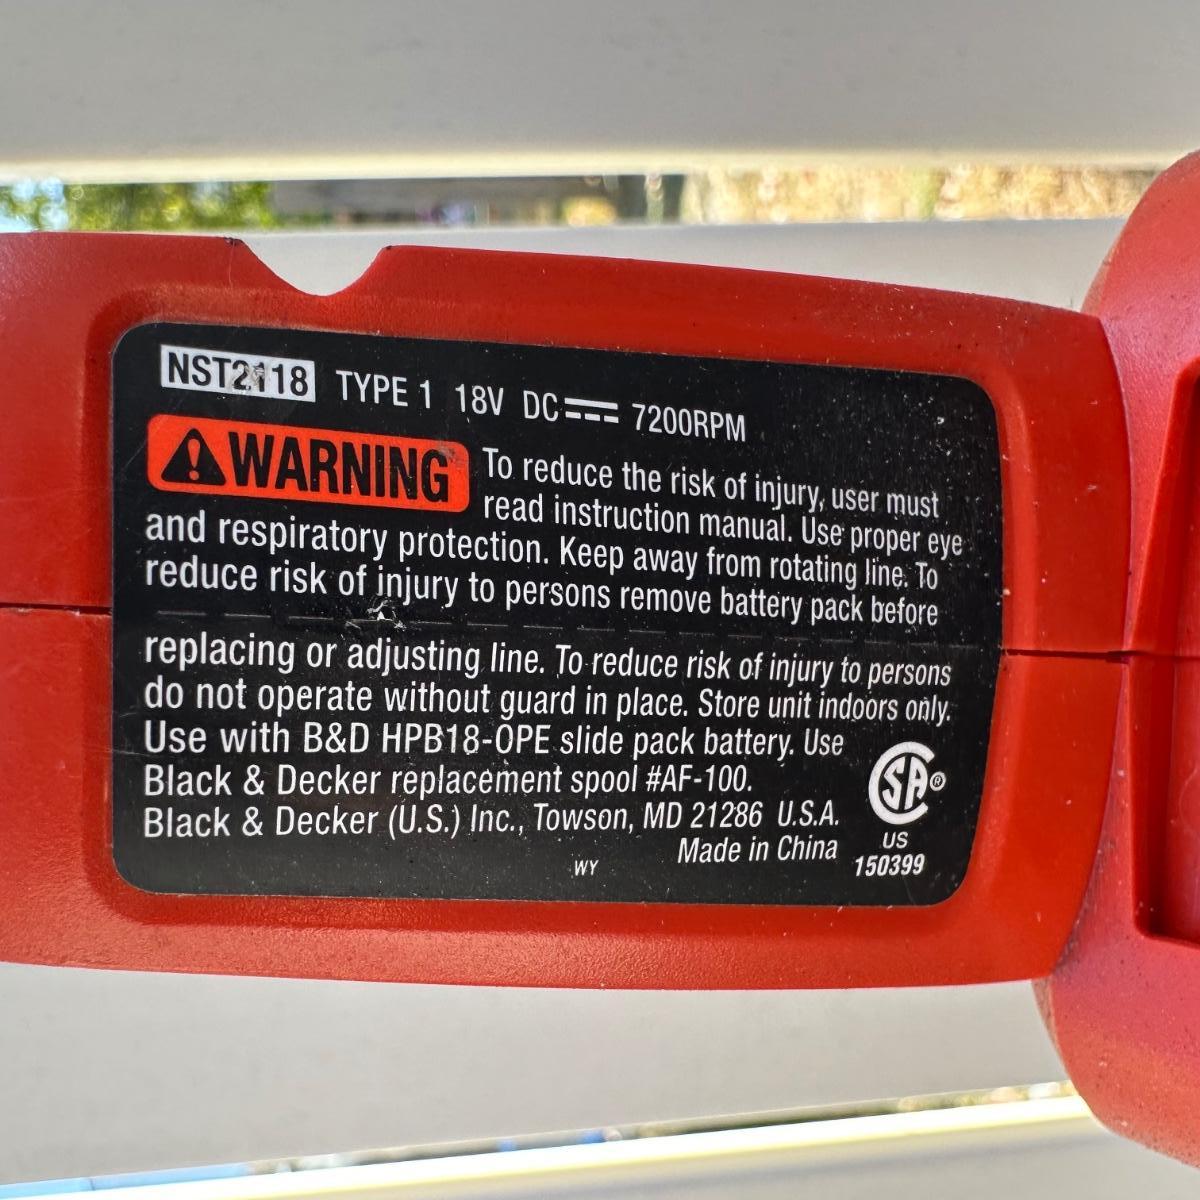 NST2118 TYPE 1 18V DC 7200RPM
WARNING To reduce the risk of injury, user must
read instruction manual. Use proper eye
and respiratory protection. Keep away from rotating line. To
reduce risk of injury to persons remove battery pack before
replacing or adjusting line. To reduce risk of injury to persons
do not operate without guard in place. Store unit indoors only.
Use with B&D HPB18-OPE slide pack battery. Use
Black & Decker replacement spool #AF-100.
Black & Decker (U.S.) Inc., Towson, MD 21286 U.S.A.
Made in China
WY
SA®
US
150399